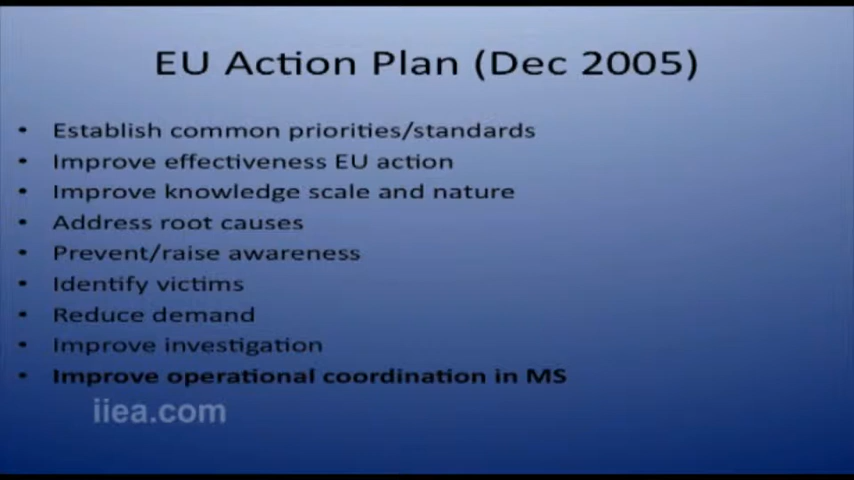 EU Action Plan (Dec 2005)
• Establish common priorities/standards
• Improve effectiveness EU action
• Improve knowledge scale and nature
• Address root causes
• Prevent/raise awareness
• Identify victims
• Reduce demand
• Improve investigation
• Improve operational coordination in MS
iiea.com